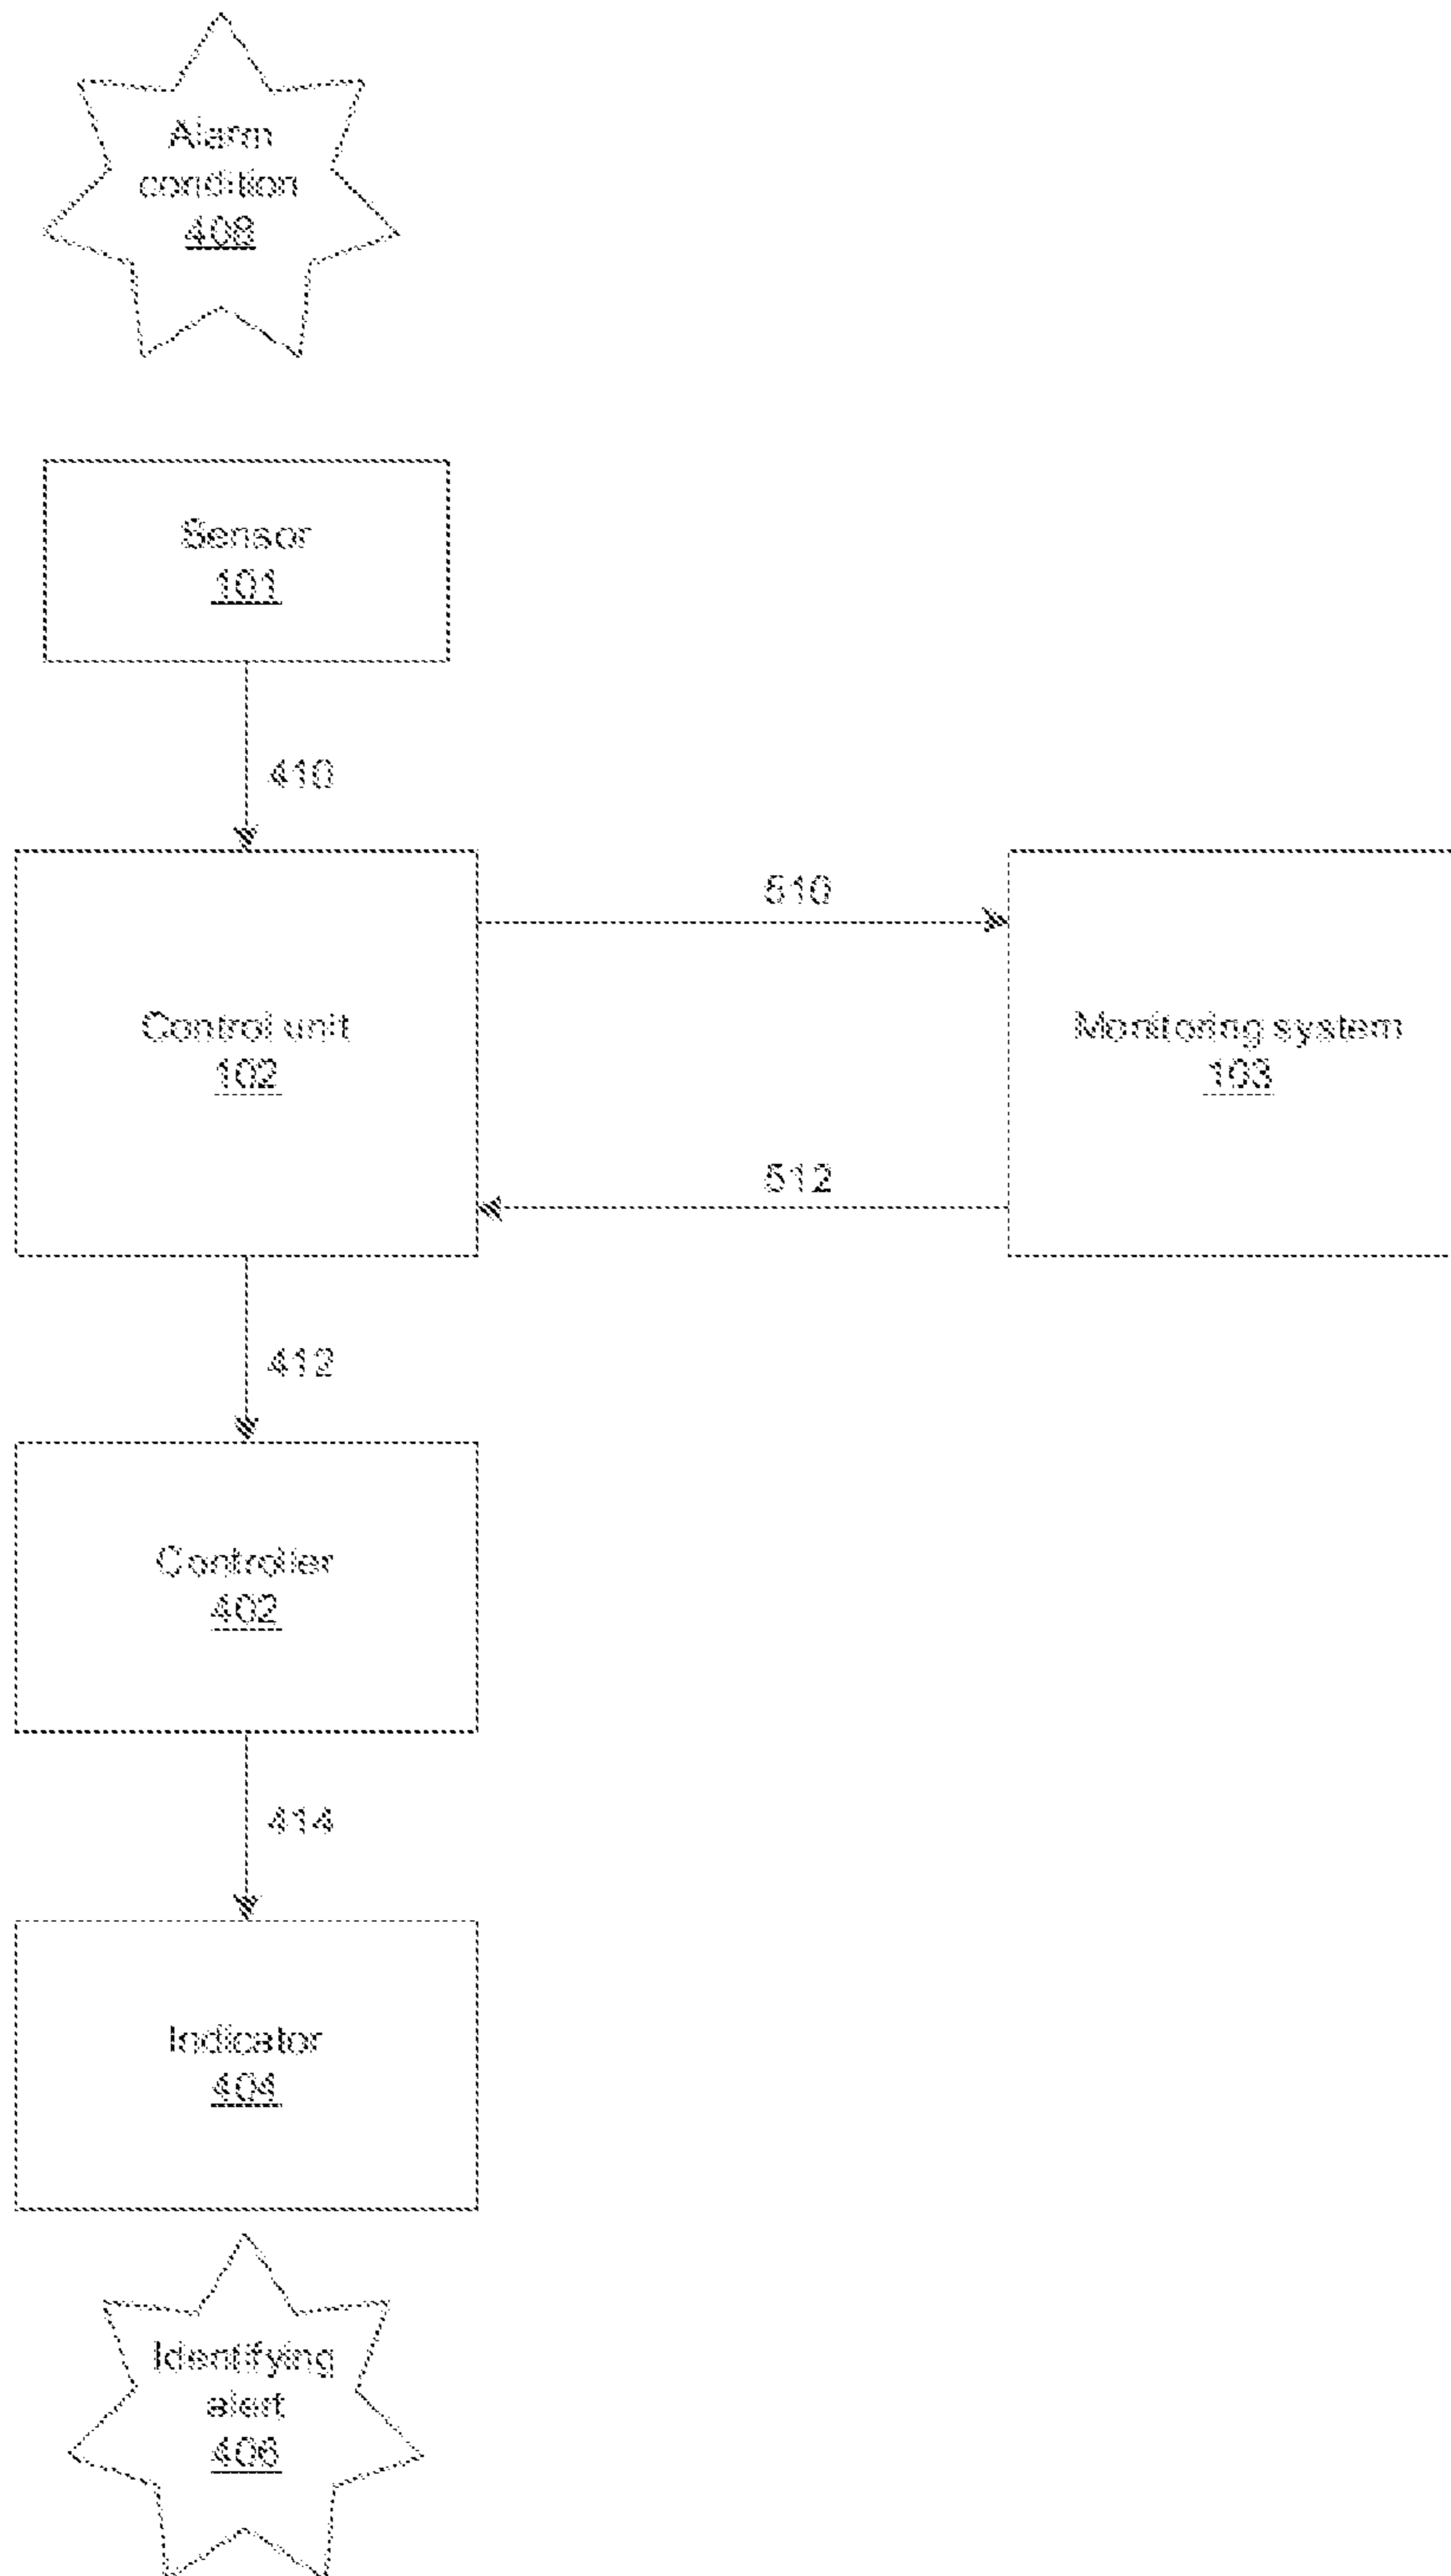 Alarm
condition
408
Sensor
101
410
510
Control unit
102
Monitoring system
103
512
412
Controller
402
414
Indicator
404
Identifying
alert
406